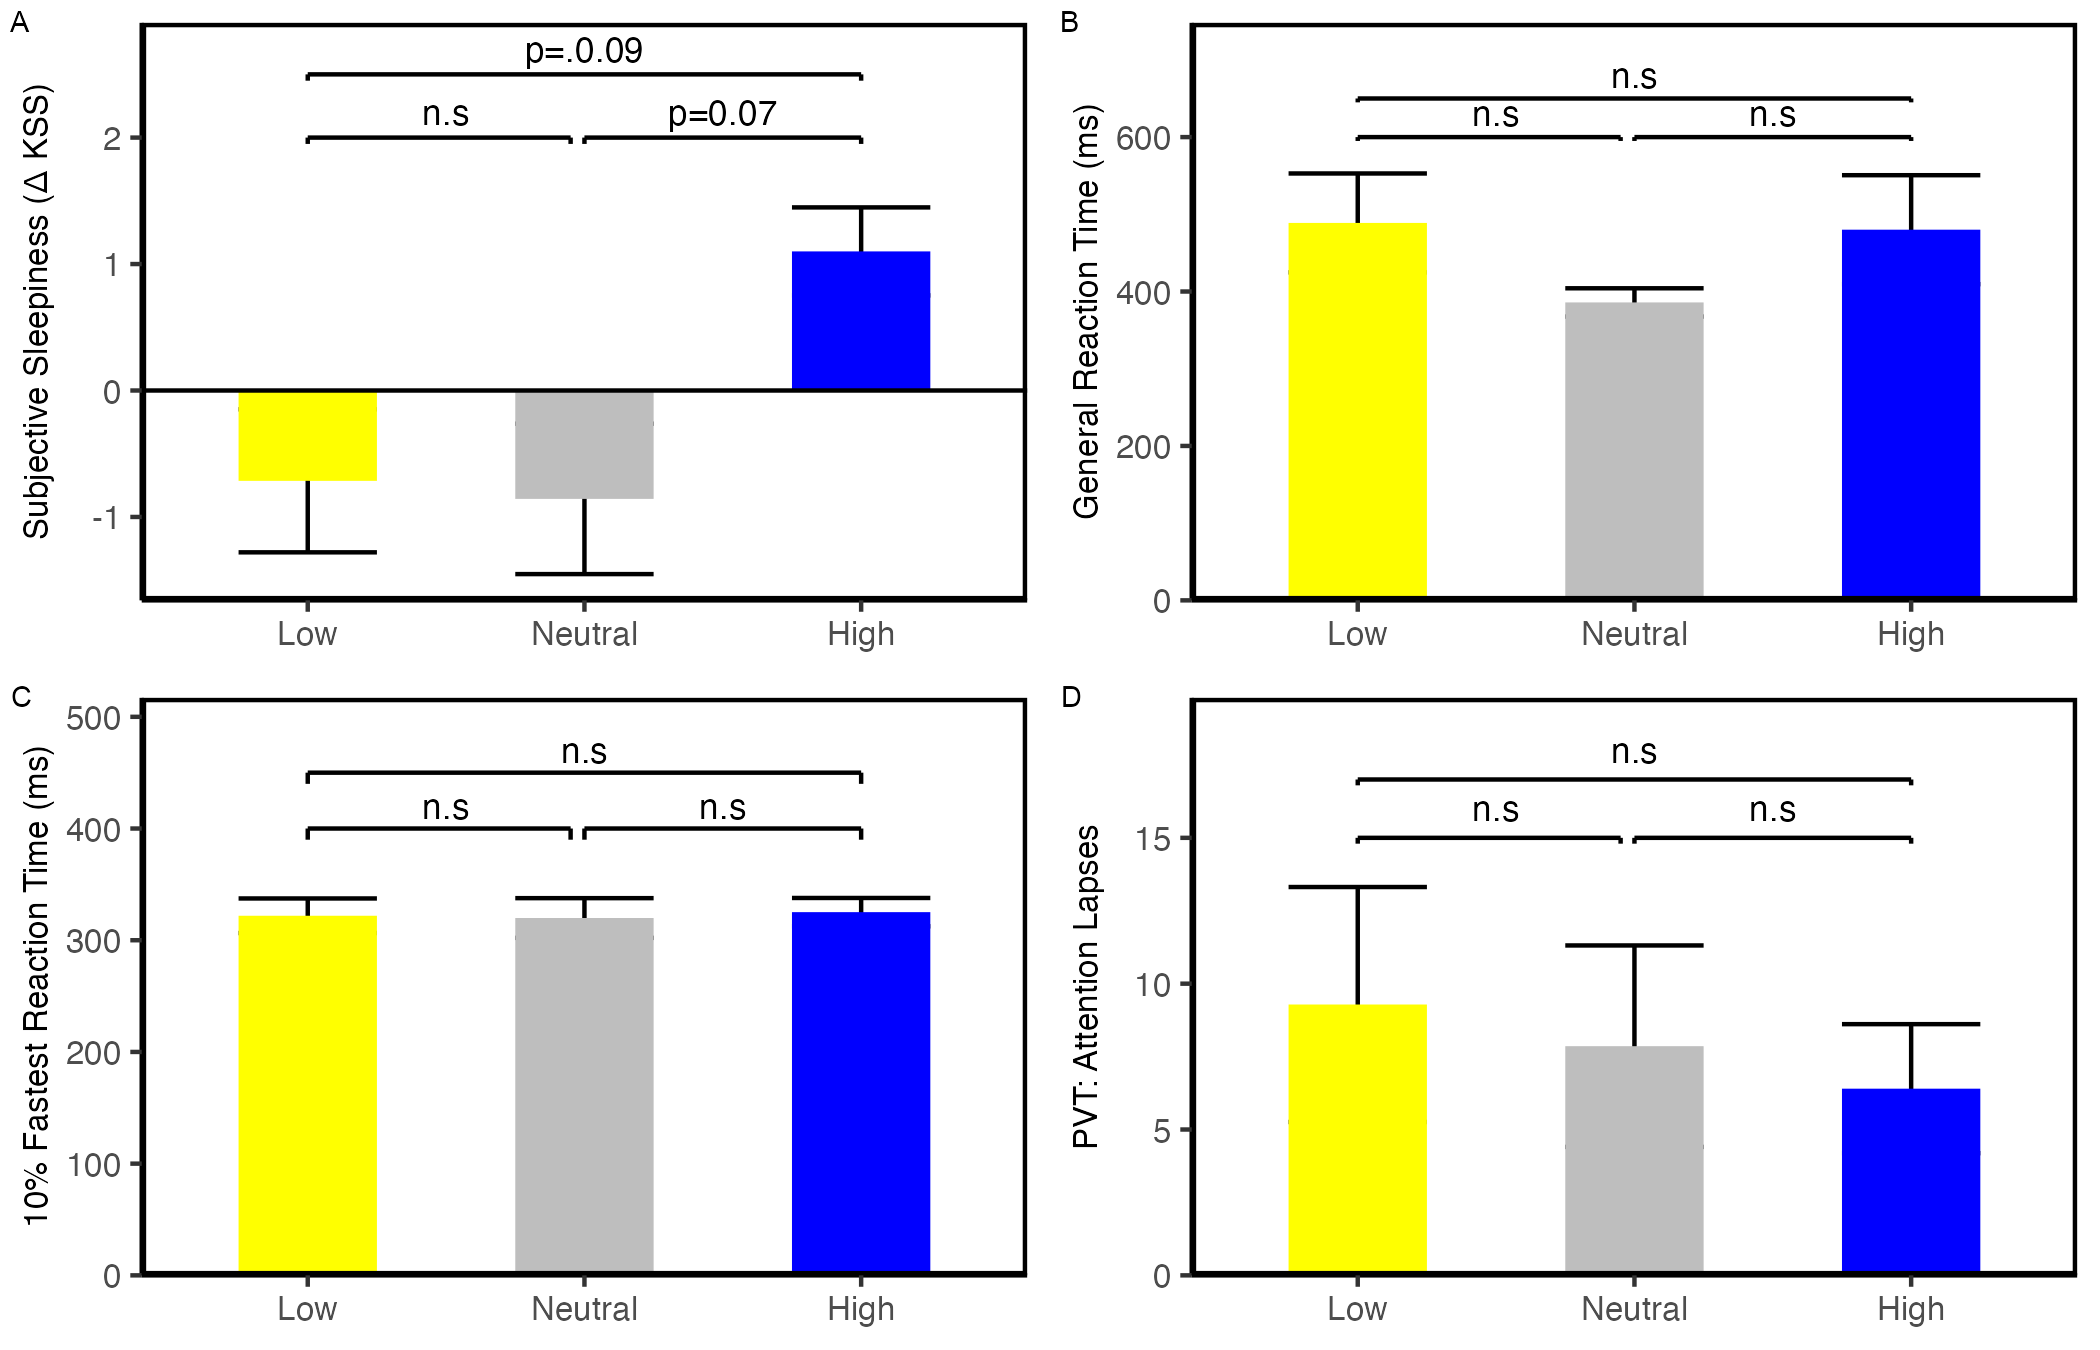 A
Subjective Sleepiness (Δ KSS)
p=.0.09
n.s
p=0.07
2
1
0
-1
Low
Neutral
High
B
General Reaction Time (ms)
n.s
n.s
n.s
600
400
200
0
Low
Neutral
High
C
10% Fastest Reaction Time (ms)
500
n.s
n.s
n.s
400
300
200
100
0
Low
Neutral
High
D
PVT: Attention Lapses
n.s
n.s
n.s
15
10
5
0
Low
Neutral
High